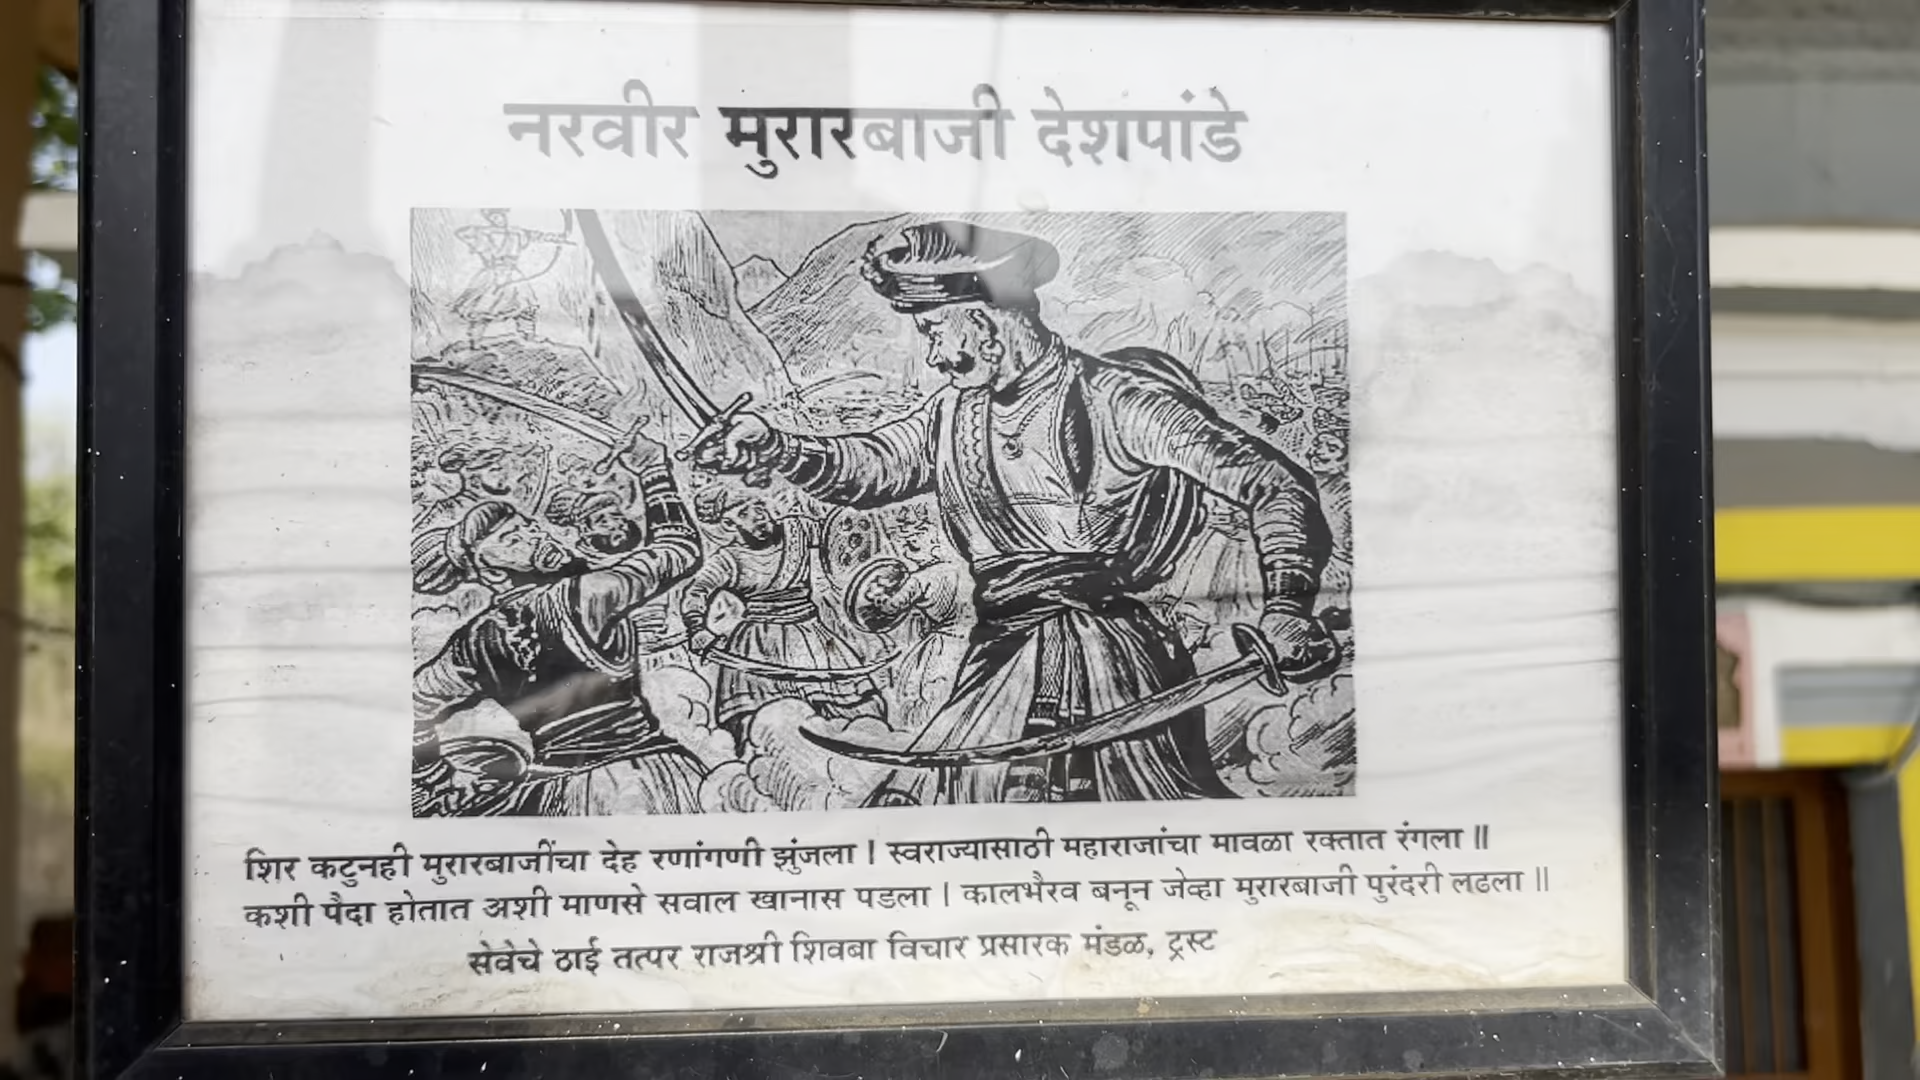 नरवीर मुरारबाजी देशपांडे
शिर कटुनही मुरारबाजींचा देह रणांगणी झुंजला | स्वराज्यासाठी महाराजांचा मावळा रक्तात रंगला ||
कशी पैदा होतात अशी माणसे सवाल खानास पडला | कालभैरव बनून जेव्हा मुरारबाजी पुरंदरी लढला ||
सेवेचे ठाई तत्पर राजश्री शिवबा विचार प्रसारक मंडळ, ट्रस्ट